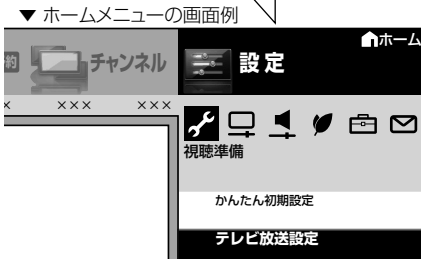 ▼ ホームメニューの画面例
ホーム
約 チャンネル 設定
× ××× ×××
視聴準備
かんたん初期設定
テレビ放送設定